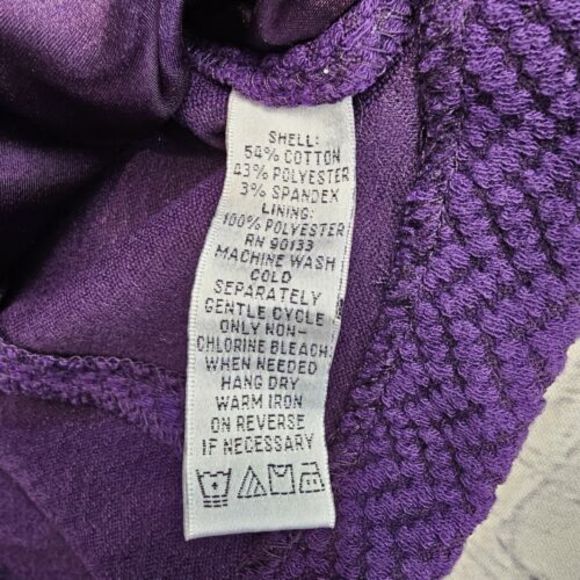 SHELL:
54% COTTON
43% POLYESTER
3% SPANDEX
LINING:
100% POLYESTER
RN 90133
MACHINE WASH
COLD
SEPARATELY
GENTLE CYCLE
ONLY NON-
CHLORINE BLEACH
WHEN NEEDED
HANG DRY
WARM IRON
ON REVERSE
IF NECESSARY